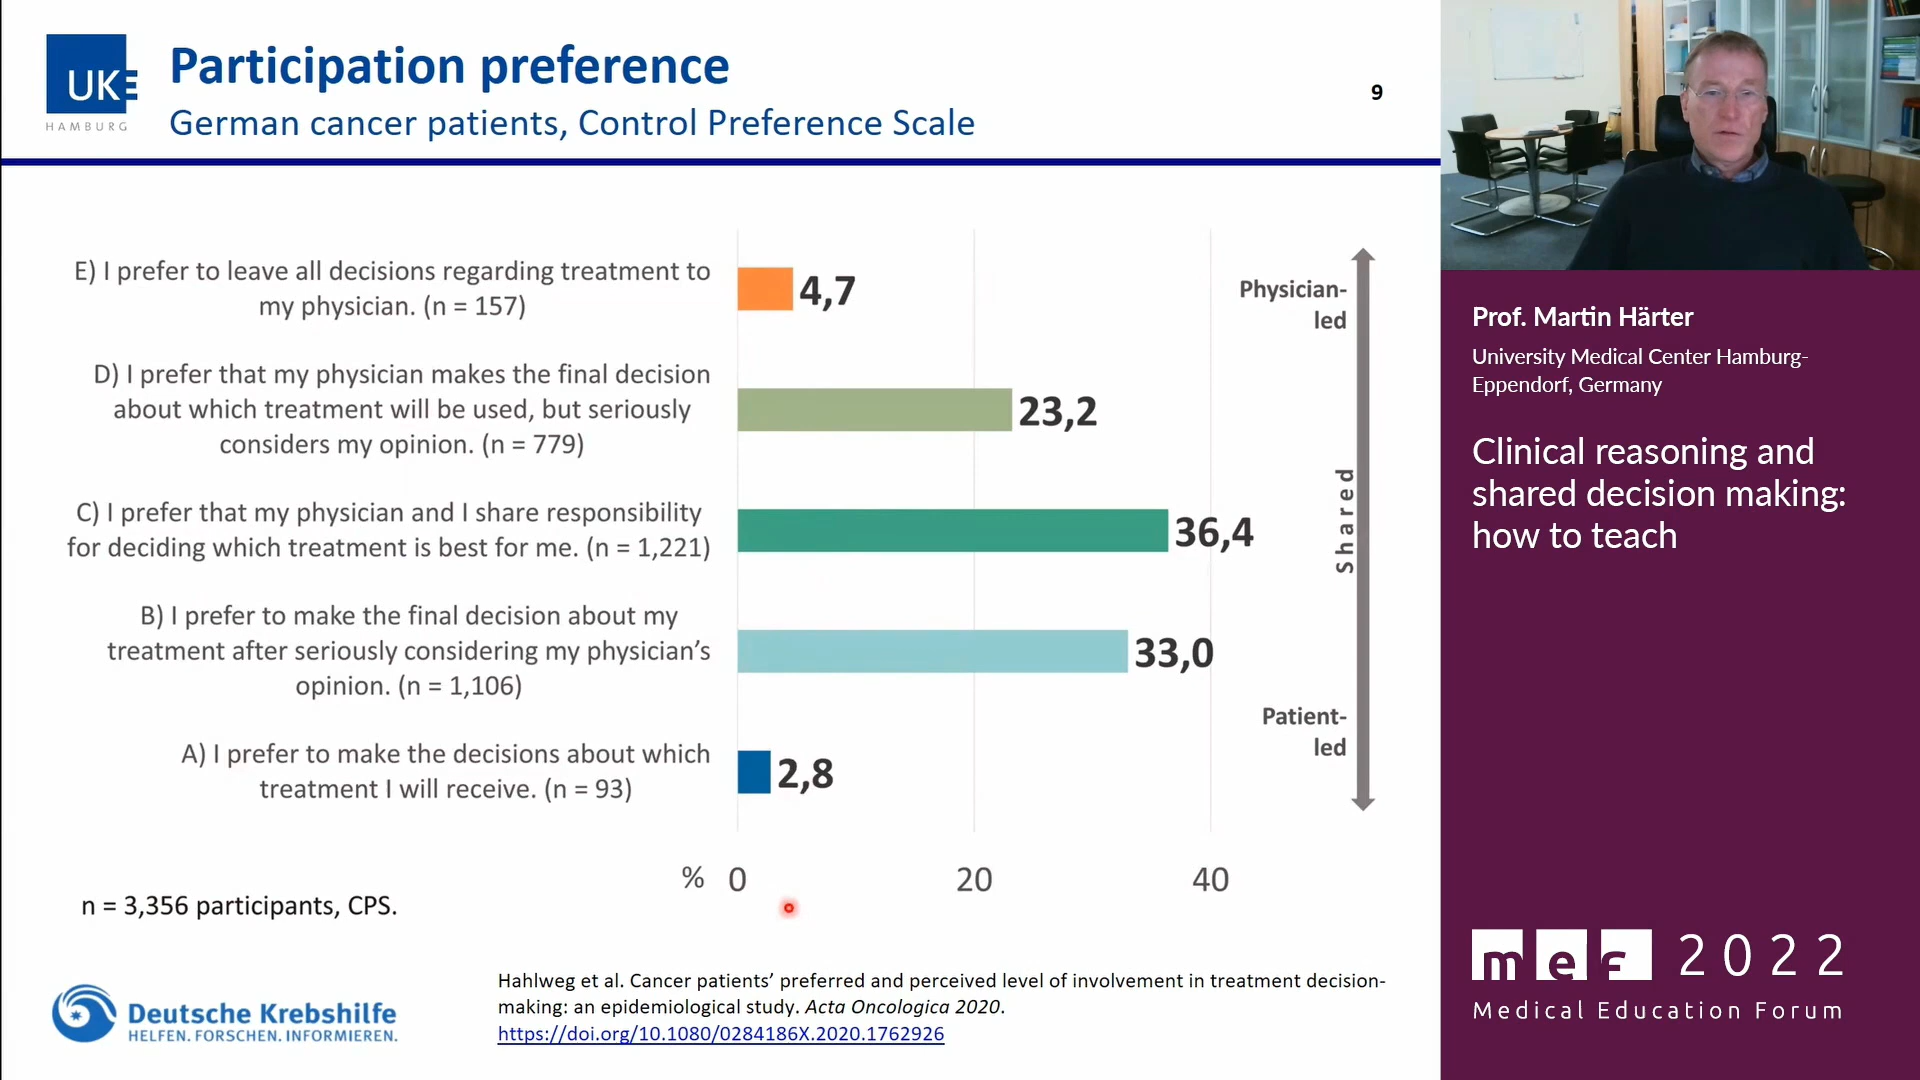 UKE
HAMBURG
Participation preference
German cancer patients, Control Preference Scale
9
E) I prefer to leave all decisions regarding treatment to
my physician. (n = 157)
4,7
D) I prefer that my physician makes the final decision
about which treatment will be used, but seriously
considers my opinion. (n = 779)
23,2
C) I prefer that my physician and I share responsibility
for deciding which treatment is best for me. (n = 1,221)
36,4
B) I prefer to make the final decision about my
treatment after seriously considering my physician’s
opinion. (n = 1,106)
33,0
A) I prefer to make the decisions about which
treatment I will receive. (n = 93)
2,8
Physician-
led
Shared
Patient-
led
% 0 20 40
n = 3,356 participants, CPS.
Deutsche Krebshilfe
HELFEN. FORSCHEN. INFORMIEREN.
Hahlweg et al. Cancer patients’ preferred and perceived level of involvement in treatment decision-
making: an epidemiological study. Acta Oncologica 2020.
https://doi.org/10.1080/0284186X.2020.1762926
Prof. Martin Härter
University Medical Center Hamburg-
Eppendorf, Germany
Clinical reasoning and
shared decision making:
how to teach
mef 2022
Medical Education Forum